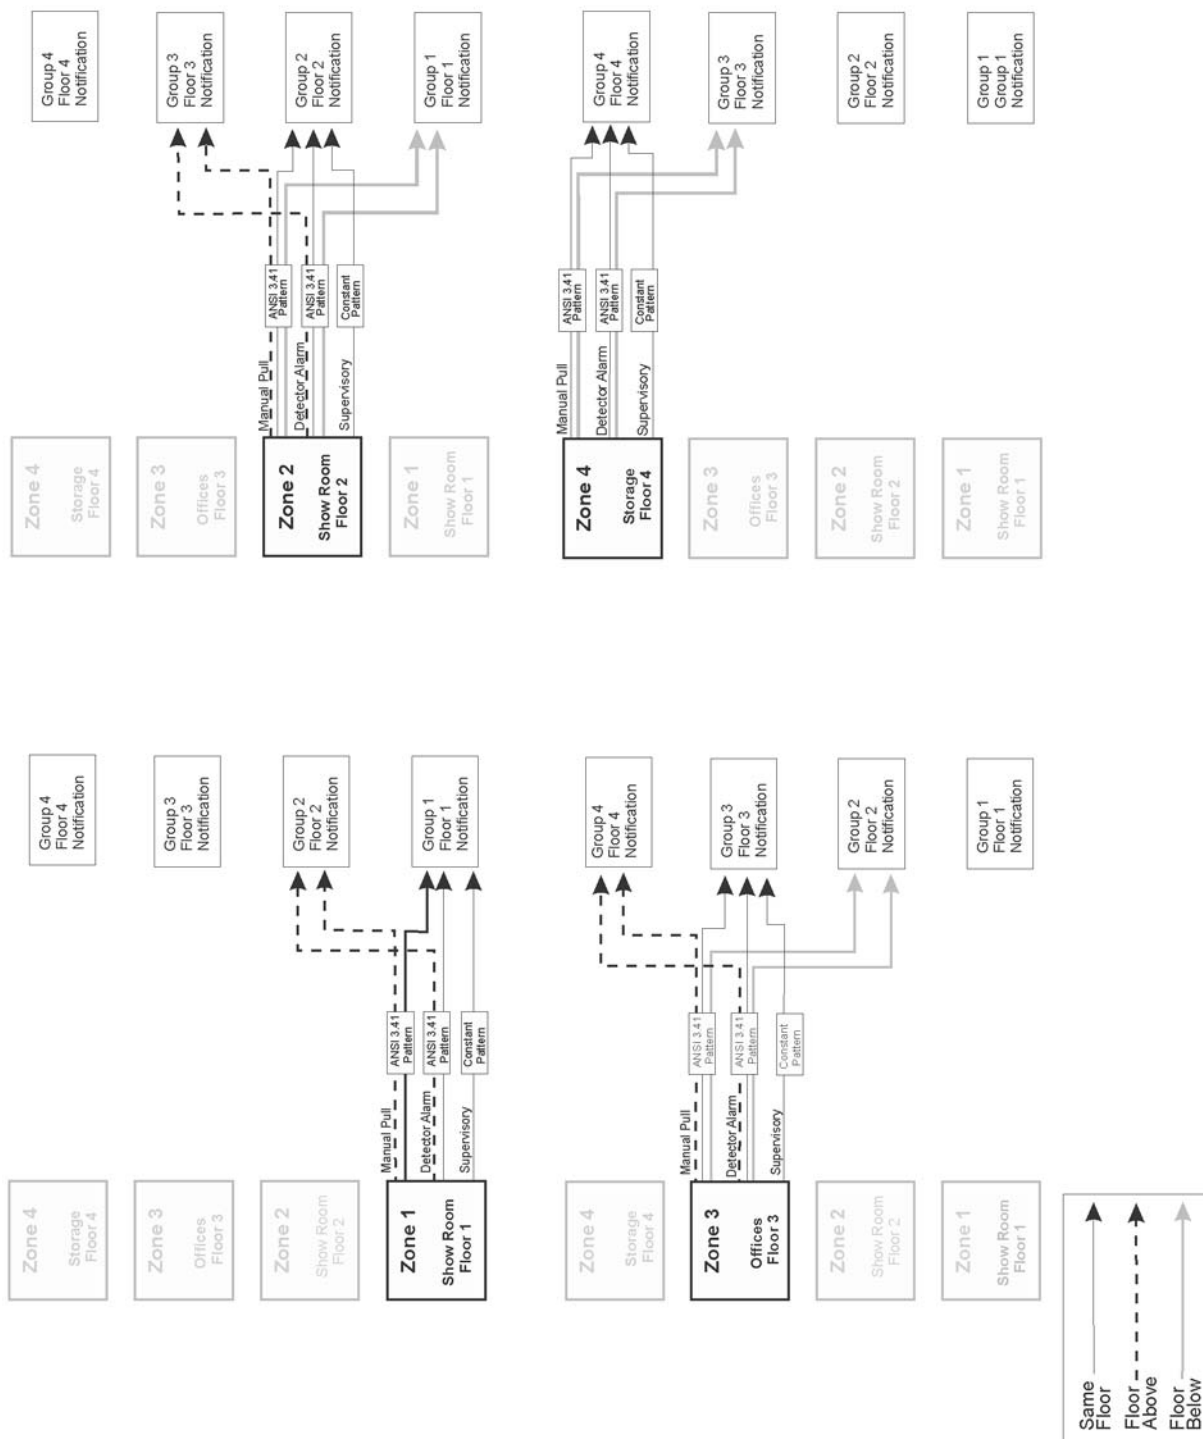 Zone 4
Storage
Floor 4
Zone 3
Offices
Floor 3
Zone 2
Show Room
Floor 2
Zone 1
Show Room
Floor 1
Manual Pull
Detector Alarm
Supervisory
ANSI 3.41
Pattern
ANSI 3.41
Pattern
Constant
Pattern
Group 4
Floor 4
Notification
Group 3
Floor 3
Notification
Group 2
Floor 2
Notification
Group 1
Floor 1
Notification
Zone 4
Storage
Floor 4
Zone 3
Offices
Floor 3
Zone 2
Show Room
Floor 2
Zone 1
Show Room
Floor 1
Manual Pull
Detector Alarm
Supervisory
ANSI 3.41
Pattern
ANSI 3.41
Pattern
Constant
Pattern
Group 4
Floor 4
Notification
Group 3
Floor 3
Notification
Group 2
Floor 2
Notification
Group 1
Floor 1
Notification
Zone 4
Storage
Floor 4
Zone 3
Offices
Floor 3
Zone 2
Show Room
Floor 2
Zone 1
Show Room
Floor 1
Manual Pull
Detector Alarm
Supervisory
ANSI 3.41
Pattern
ANSI 3.41
Pattern
Constant
Pattern
Group 4
Floor 4
Notification
Group 3
Floor 3
Notification
Group 2
Floor 2
Notification
Group 1
Floor 1
Notification
Zone 4
Storage
Floor 4
Zone 3
Offices
Floor 3
Zone 2
Show Room
Floor 2
Zone 1
Show Room
Floor 1
Manual Pull
Detector Alarm
Supervisory
ANSI 3.41
Pattern
ANSI 3.41
Pattern
Constant
Pattern
Group 4
Floor 4
Notification
Group 3
Floor 3
Notification
Group 2
Floor 2
Notification
Group 1
Group 1
Notification
Same
Floor
Floor
Above
Floor
Below